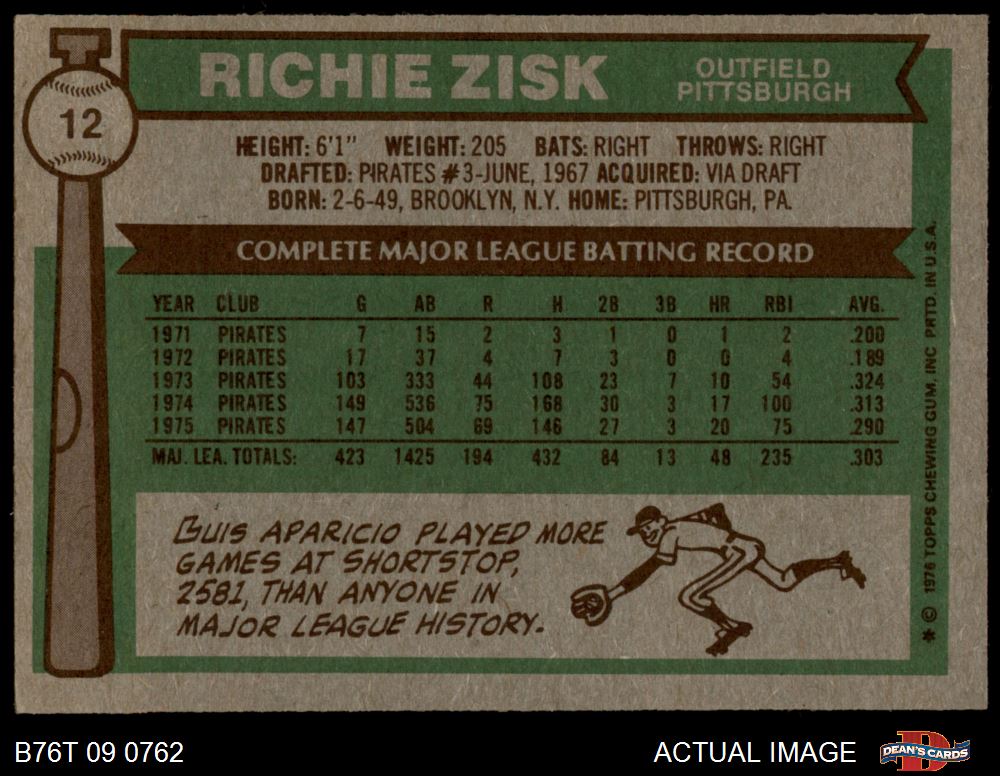 12
RICHIE ZISK
OUTFIELD
PITTSBURGH
HEIGHT: 6'1" WEIGHT: 205 BATS: RIGHT THROWS: RIGHT
DRAFTED: PIRATES #3-JUNE, 1967 ACQUIRED: VIA DRAFT
BORN: 2-6-49, BROOKLYN, N.Y. HOME: PITTSBURGH, PA.
COMPLETE MAJOR LEAGUE BATTING RECORD
YEAR CLUB G AB R H 2B 3B HR RBI AVG.
1971 PIRATES 7 15 2 3 1 0 1 2 .200
1972 PIRATES 17 37 4 7 3 0 0 4 .189
1973 PIRATES 103 333 44 108 23 7 10 54 .324
1974 PIRATES 149 536 75 168 30 3 17 100 .313
1975 PIRATES 147 504 69 146 27 3 20 75 .290
MAJ. LEA. TOTALS: 423 1425 194 432 84 13 48 235 .303
LUIS APARICIO PLAYED MORE
GAMES AT SHORTSTOP,
2581, THAN ANYONE IN
MAJOR LEAGUE HISTORY.
* © 1976 TOPPS CHEWING GUM, INC PRTD. IN U.S.A.
B76T 09 0762
ACTUAL IMAGE
D
DEAN'S CARDS